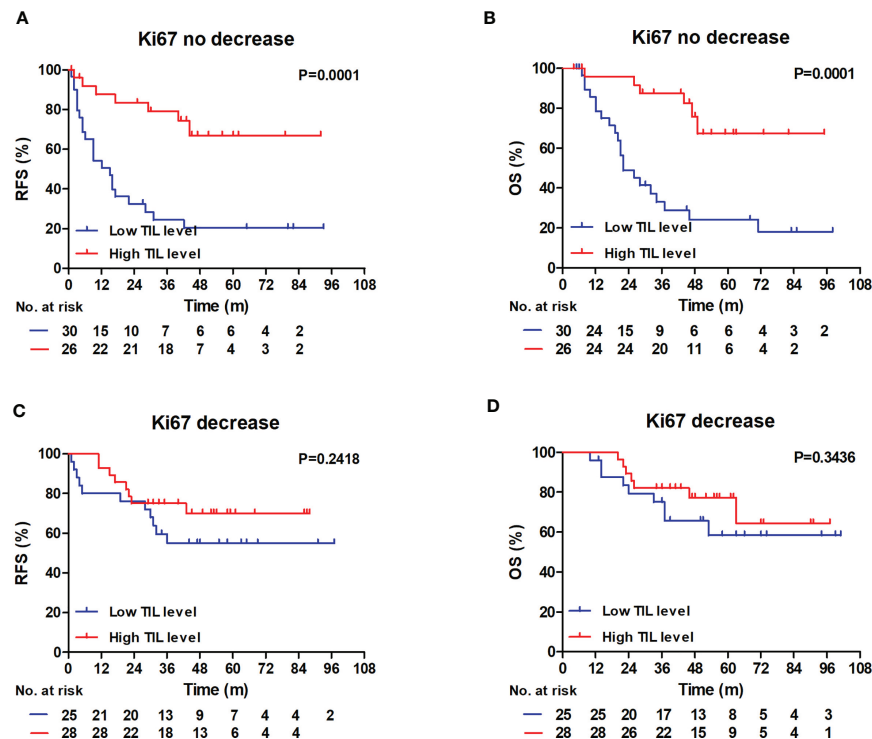 A
Ki67 no decrease
P=0.0001
RFS (%)
100
80
60
40
20
0
Low TIL level
High TIL level
0 12 24 36 48 60 72 84 96 108
Time (m)
No. at risk
30 15 10 7 6 6 4 2
26 22 21 18 7 4 3 2
B
Ki67 no decrease
P=0.0001
OS (%)
100
80
60
40
20
0
Low TIL level
High TIL level
0 12 24 36 48 60 72 84 96 108
Time (m)
No. at risk
30 24 15 9 6 6 4 3 2
26 24 24 20 11 6 4 2
C
Ki67 decrease
P=0.2418
RFS (%)
100
80
60
40
20
0
Low TIL level
High TIL level
0 12 24 36 48 60 72 84 96 108
Time (m)
No. at risk
25 21 20 13 9 7 4 4 2
28 28 22 18 13 6 4 4
D
Ki67 decrease
P=0.3436
OS (%)
100
80
60
40
20
0
Low TIL level
High TIL level
0 12 24 36 48 60 72 84 96 108
Time (m)
No. at risk
25 25 20 17 13 8 5 4 3
28 28 26 22 15 9 5 4 1